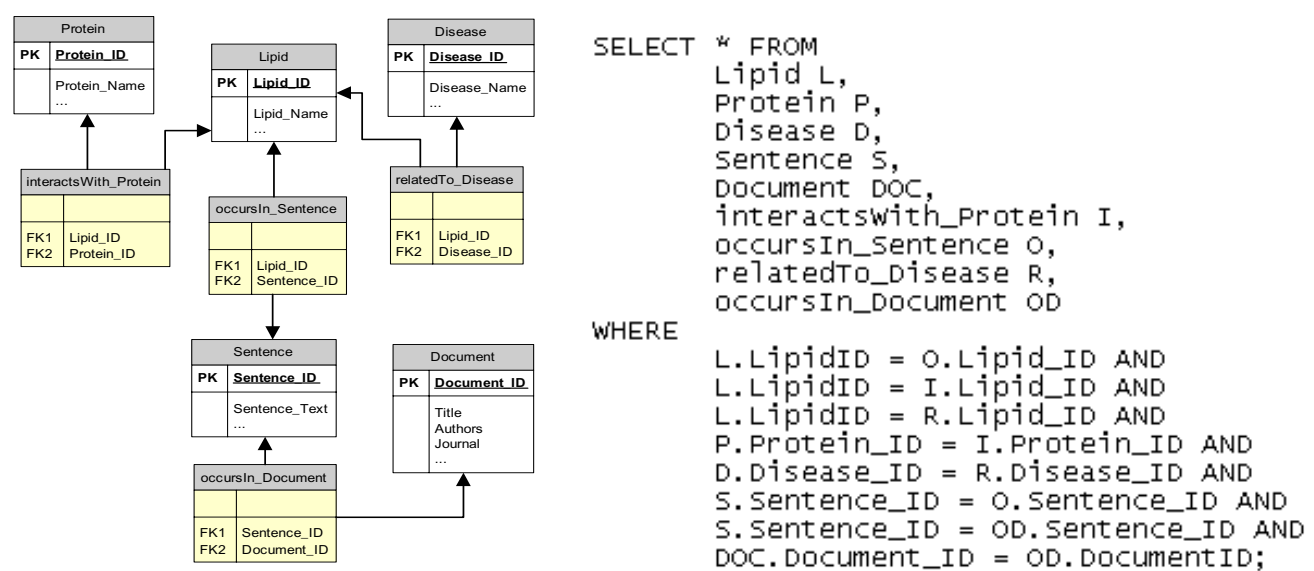 Protein
PK Protein_ID
Protein_Name
...
Lipid
PK Lipid_ID
Lipid_Name
...
Disease
PK Disease_ID
Disease_Name
...
interactsWith_Protein
FK1 Lipid_ID
FK2 Protein_ID
occursIn_Sentence
FK1 Lipid_ID
FK2 Sentence_ID
relatedTo_Disease
FK1 Lipid_ID
FK2 Disease_ID
Sentence
PK Sentence_ID
Sentence_Text
...
Document
PK Document_ID
Title
Authors
Journal
...
occursIn_Document
FK1 Sentence_ID
FK2 Document_ID
SELECT * FROM
Lipid L,
Protein P,
Disease D,
Sentence S,
Document DOC,
interactsWith_Protein I,
occursIn_Sentence O,
relatedTo_Disease R,
occursIn_Document OD
WHERE
L.LipidID = O.Lipid_ID AND
L.LipidID = I.Lipid_ID AND
L.LipidID = R.Lipid_ID AND
P.Protein_ID = I.Protein_ID AND
D.Disease_ID = R.Disease_ID AND
S.Sentence_ID = O.Sentence_ID AND
S.Sentence_ID = OD.Sentence_ID AND
DOC.Document_ID = OD.DocumentID;